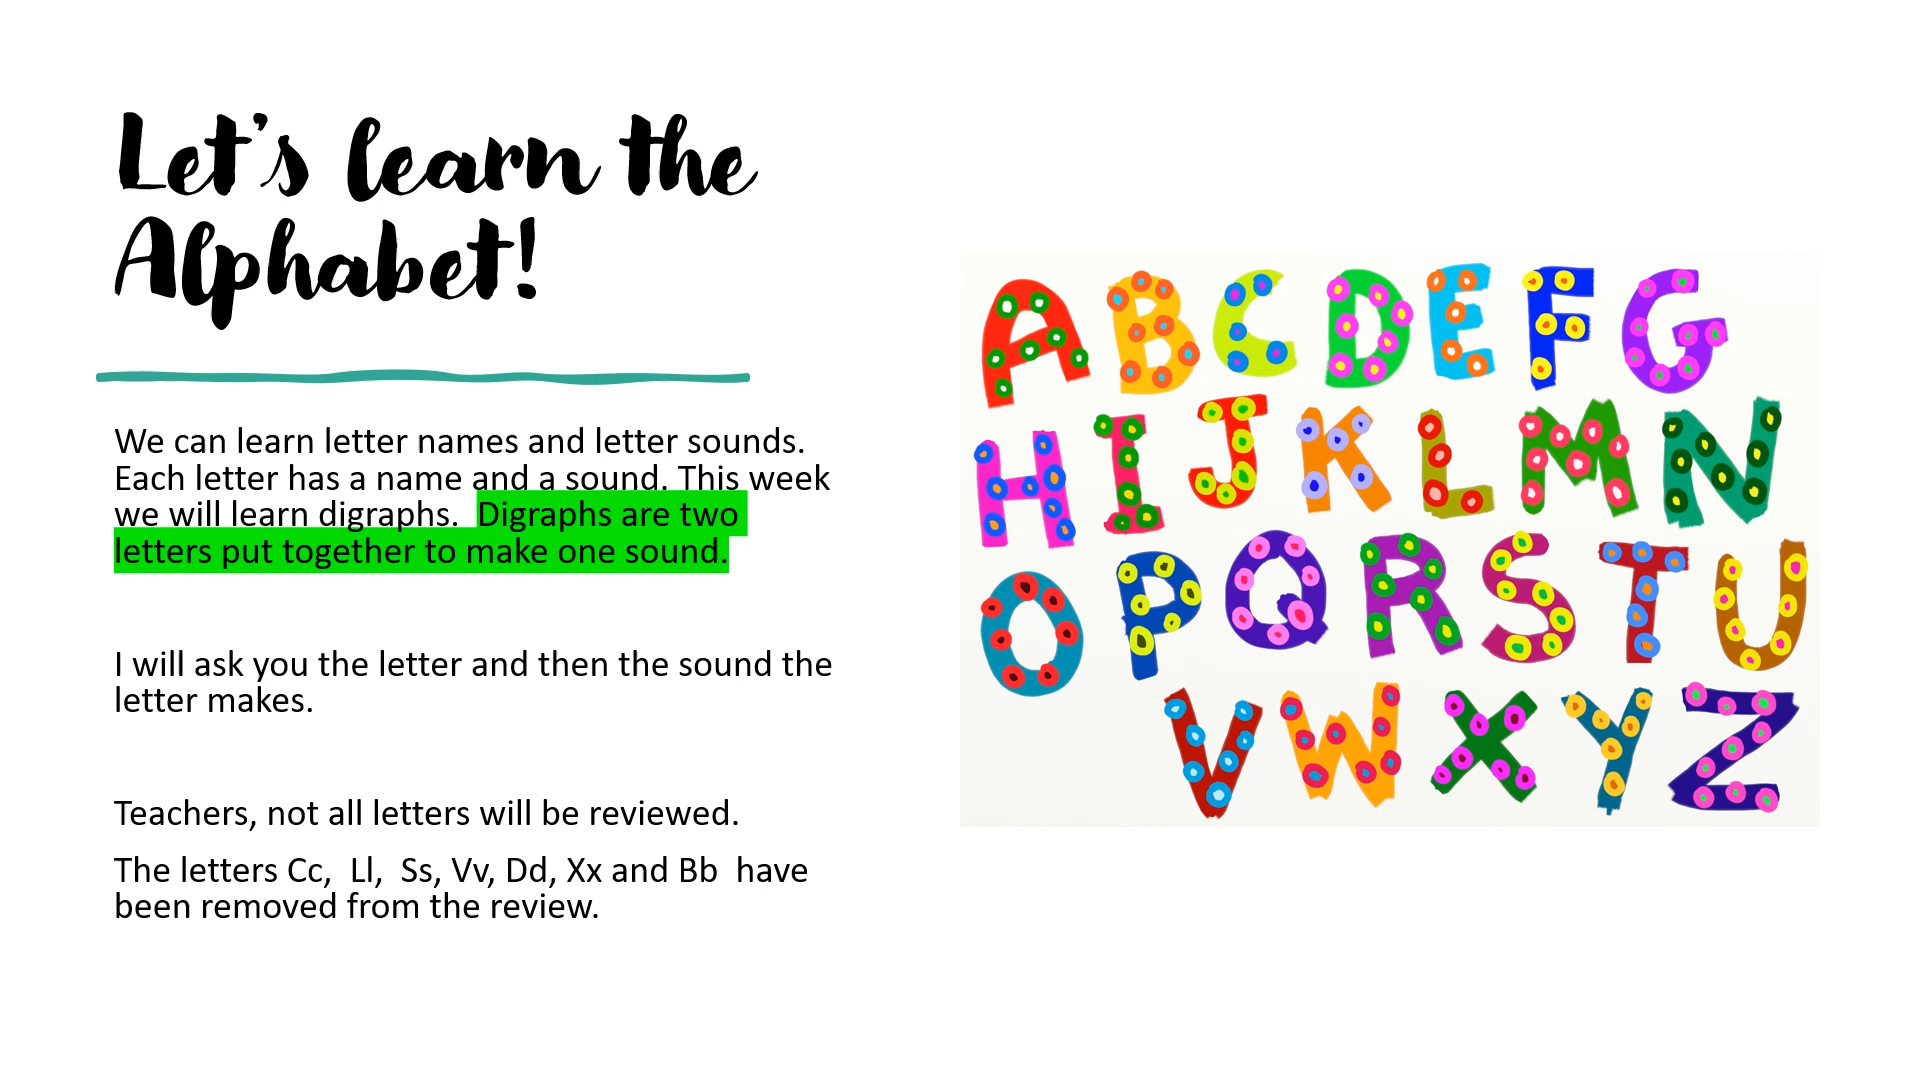 Let's learn the
Alphabet!
We can learn letter names and letter sounds.
Each letter has a name and a sound. This week
we will learn digraphs.  Digraphs are two
letters put together to make one sound.
I will ask you the letter and then the sound the
letter makes.
Teachers, not all letters will be reviewed.
The letters Cc,  Ll,  Ss, Vv, Dd, Xx and Bb  have
been removed from the review.
A B C D E F G
H I J K L M N
O P Q R S T U
V W X Y Z